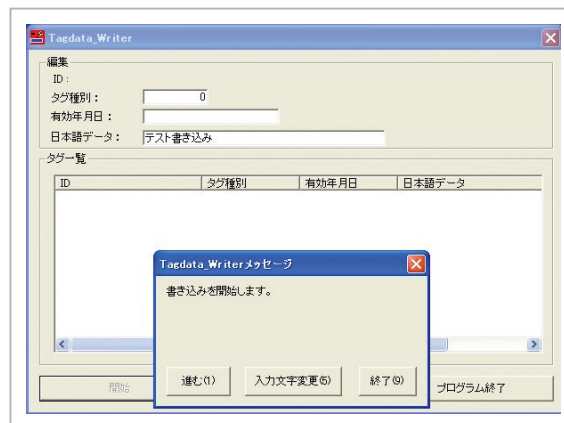 Tagdata_Writer
編集
ID :
タグ種別 : 0
有効年月日 :
日本語データ : テスト書き込み
タグ一覧
ID タグ種別 有効年月日 日本語データ
Tagdata_Writerメッセージ
書き込みを開始します。
進む(1) 入力文字変更(5) 終了(9)
開始 プログラム終了